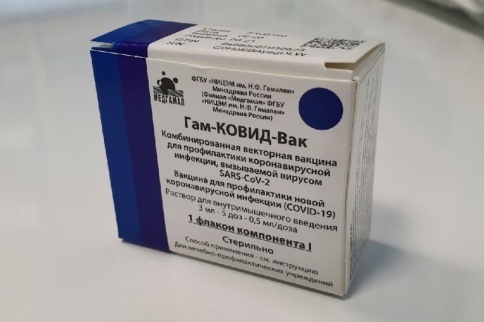 МЕДГАМАЛ
ФГБУ «НИЦЭМ им. Н.Ф. Гамалеи»
Минздрава России
(Филиал «Медгамал» ФГБУ
«НИЦЭМ им. Н.Ф. Гамалеи»
Минздрава России)
Гам-КОВИД-Вак
Комбинированная векторная вакцина
для профилактики коронавирусной
инфекции, вызываемой вирусом
SARS-CoV-2
Вакцина для профилактики новой
коронавирусной инфекции (COVID-19)
Раствор для внутримышечного введения
3 мл - 5 доз - 0,5 мл/доза
1 флакон компонента I
Стерильно
Способ применения - см. инструкцию
Для лечебно-профилактических учреждений